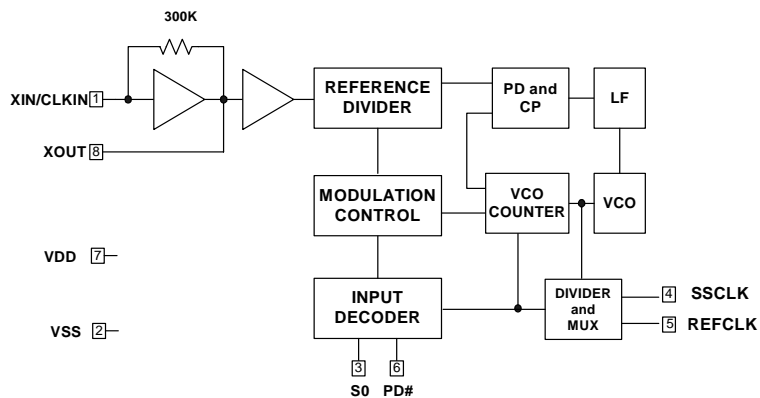 300K
XIN/CLKIN 1
REFERENCE
DIVIDER
PD and
CP
LF
XOUT 8
MODULATION
CONTROL
VCO
COUNTER
VCO
VDD 7
INPUT
DECODER
DIVIDER
and
MUX
4 SSCLK
5 REFCLK
VSS 2
3 6
S0 PD#